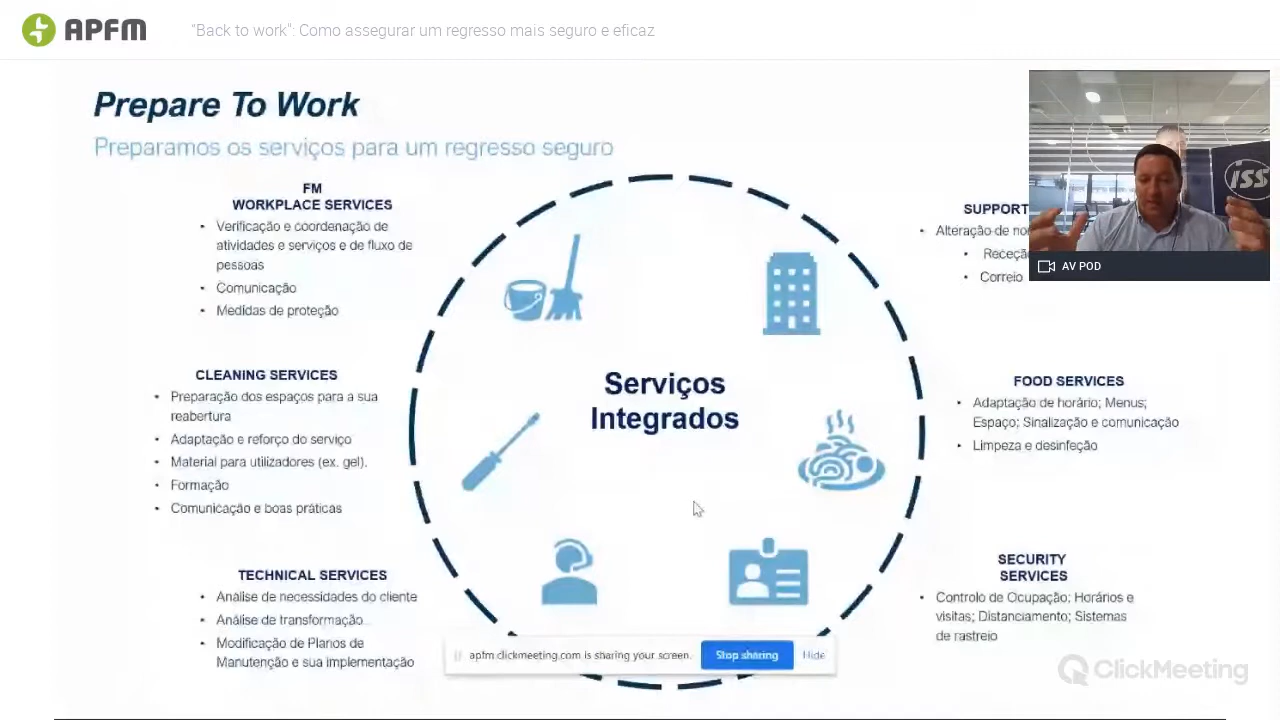 APFM
"Back to work": Como assegurar um regresso mais seguro e eficaz
Prepare To Work
Preparamos os serviços para um regresso seguro
FM
WORKPLACE SERVICES
• Verificação e coordenação de
atividades e serviços e de fluxo de
pessoas
• Comunicação
• Medidas de proteção
CLEANING SERVICES
• Preparação dos espaços para a sua
reabertura
• Adaptação e reforço do serviço
• Material para utilizadores (ex. gel).
• Formação
• Comunicação e boas práticas
TECHNICAL SERVICES
• Análise de necessidades do cliente
• Análise de transformação
• Modificação de Planos de
Manutenção e sua implementação
Serviços
Integrados
SUPPORT
• Alteração de
• Receção
• Correio
ISS
AV POD
FOOD SERVICES
• Adaptação de horário; Menus;
Espaço; Sinalização e comunicação
• Limpeza e desinfeção
SECURITY
SERVICES
• Controlo de Ocupação; Horários e
visitas; Distanciamento; Sistemas
de rastreio
apfm.clickmeeting.com is sharing your screen.
Stop sharing
Hide
ClickMeeting